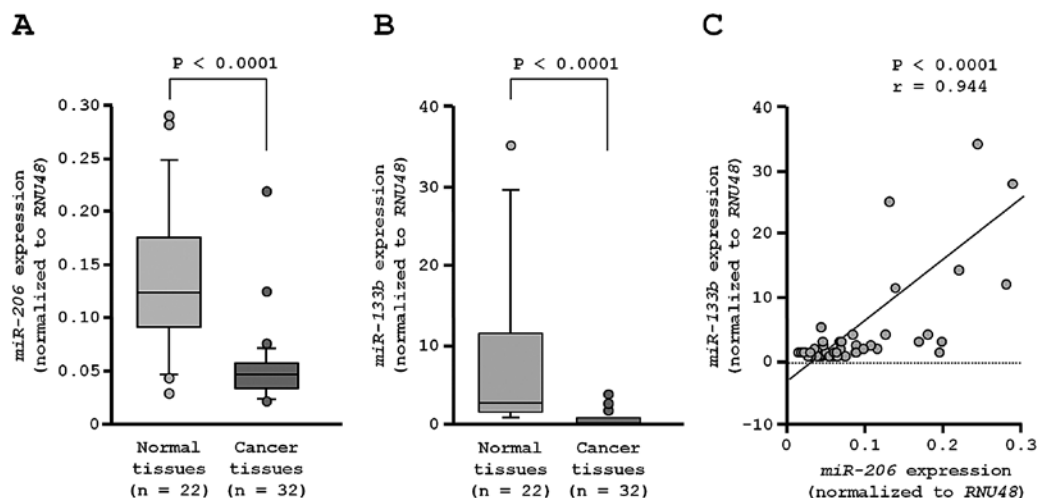 A
P < 0.0001
miR-206 expression
(normalized to RNU48)
0.30
0.25
0.20
0.15
0.10
0.05
0
Normal
tissues
(n = 22)
Cancer
tissues
(n = 32)
B
P < 0.0001
miR-133b expression
(normalized to RNU48)
40
30
20
10
0
Normal
tissues
(n = 22)
Cancer
tissues
(n = 32)
C
P < 0.0001
r = 0.944
miR-133b expression
(normalized to RNU48)
40
30
20
10
0
-10
0
0.1
0.2
0.3
miR-206 expression
(normalized to RNU48)